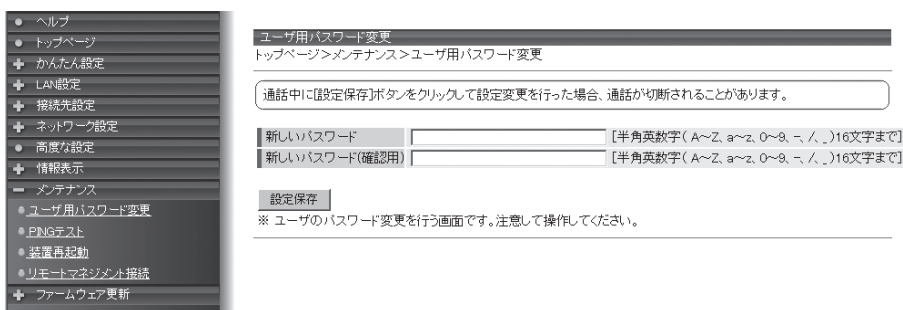 ヘルプ
トップページ
かんたん設定
LAN設定
接続先設定
ネットワーク設定
高度な設定
情報表示
メンテナンス
ユーザ用パスワード変更
PINGテスト
装置再起動
リモートマネジメント接続
ファームウェア更新
ユーザ用パスワード変更
トップページ>メンテナンス>ユーザ用パスワード変更
通話中に[設定保存]ボタンをクリックして設定変更を行った場合、通話が切断されることがあります。
新しいパスワード [半角英数字( A~Z、a~z、0~9、-、/、_ )16文字まで]
新しいパスワード(確認用) [半角英数字( A~Z、a~z、0~9、-、/、_ )16文字まで]
設定保存
※ ユーザのパスワード変更を行う画面です。注意して操作してください。